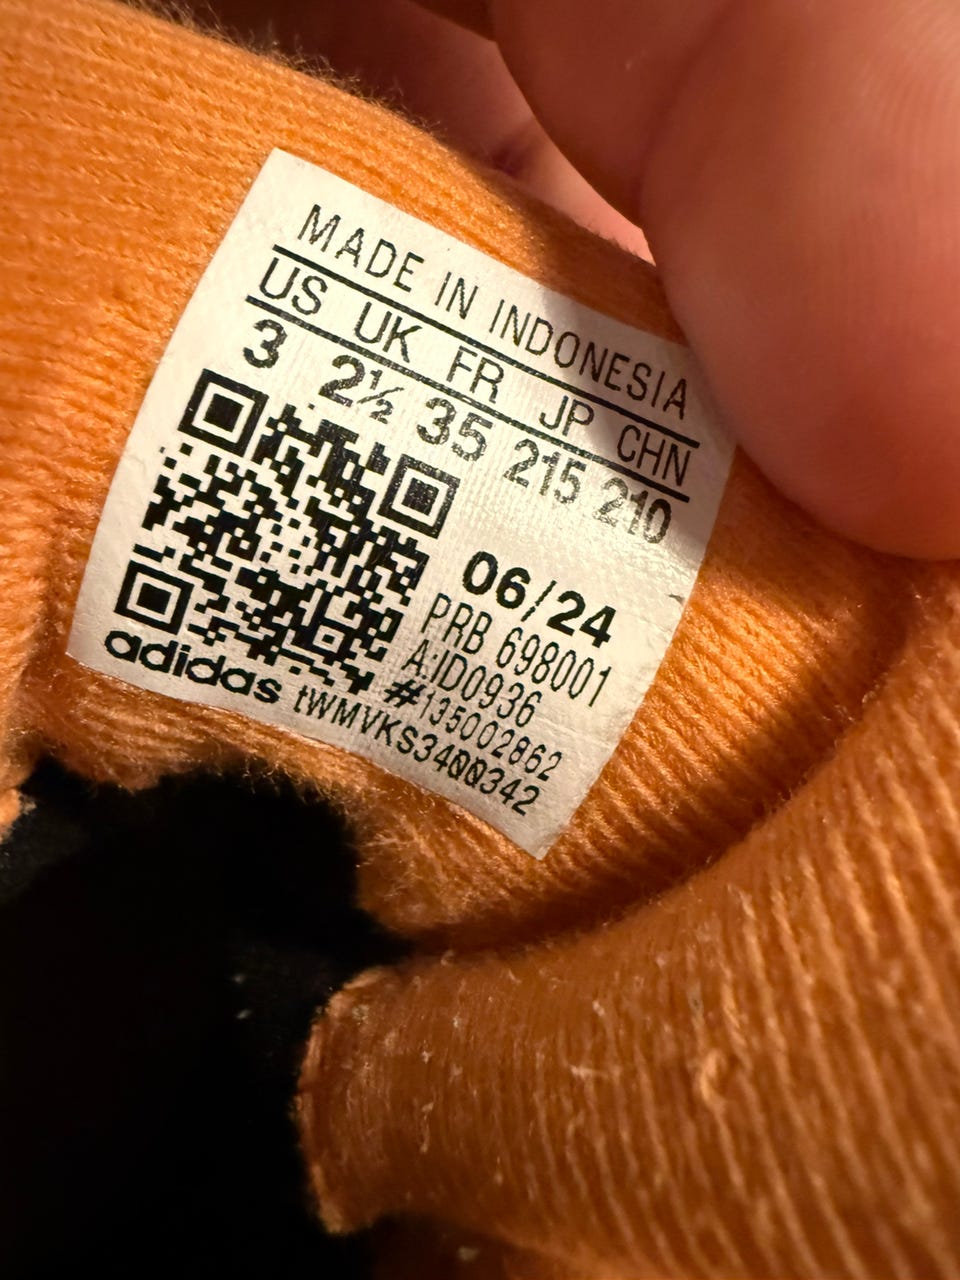 MADE IN INDONESIA
US UK FR JP CHN
3 2½ 35 215 210
06/24
PRB 698001
A:ID0936
#135002862
adidas tWMVKS3400342